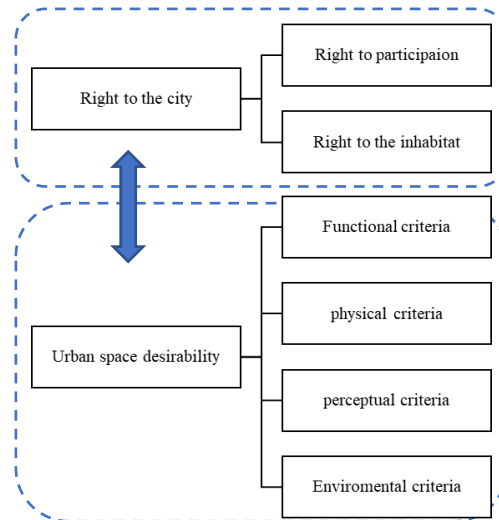 Right to the city
Right to participaion
Right to the inhabitat
Urban space desirability
Functional criteria
physical criteria
perceptual criteria
Enviromental criteria